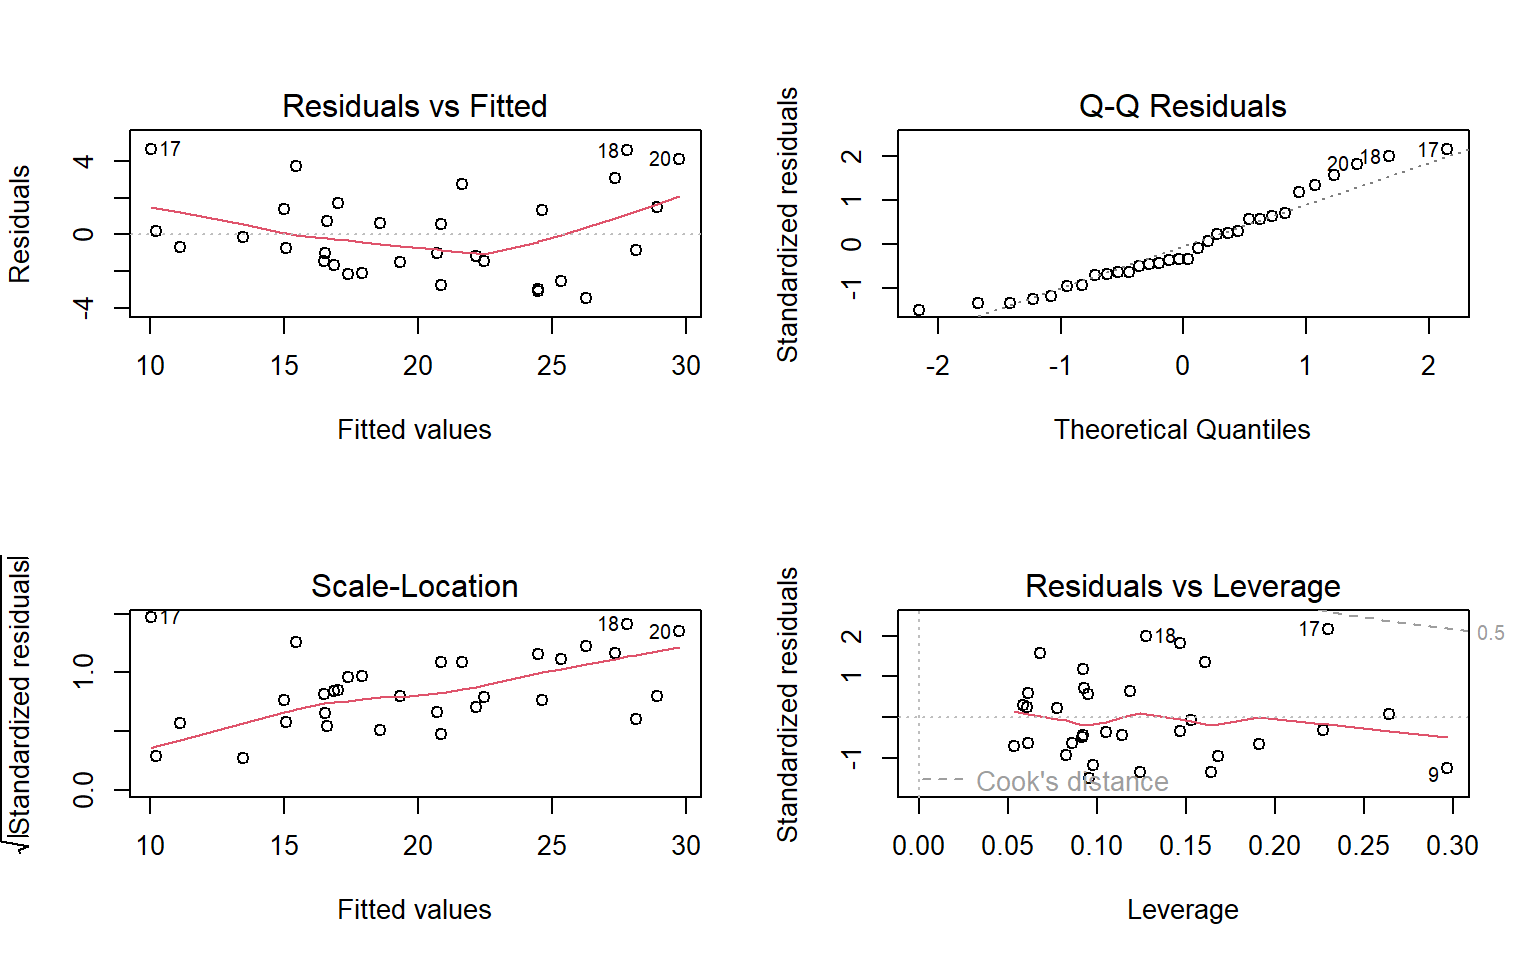 Residuals vs Fitted
Residuals
-4 0 4
17
18
20
10 15 20 25 30
Fitted values
Q-Q Residuals
Standardized residuals
-1 0 1 2
20
18
17
-2 -1 0 1 2
Theoretical Quantiles
Scale-Location
√|Standardized residuals|
0.0 1.0
17
18
20
10 15 20 25 30
Fitted values
Residuals vs Leverage
Standardized residuals
-1 1 2
18
17
0.5
9
Cook's distance
0.00 0.05 0.10 0.15 0.20 0.25 0.30
Leverage